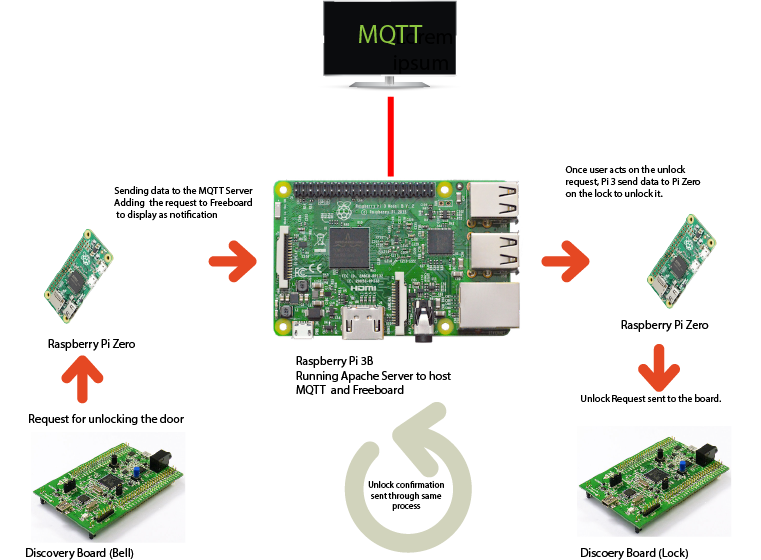 MQTT
lorem
ipsum
Sending data to the MQTT Server
Adding the request to Freeboard
to display as notification
Once user acts on the unlock
request, Pi 3 send data to Pi Zero
on the lock to unlock it.
HDMI
Raspberry Pi Zero
Raspberry Pi Zero
Raspberry Pi 3B
Running Apache Server to host
MQTT and Freeboard
Request for unlocking the door
Unlock Request sent to the board.
Unlock confirmation
sent through same
process
Discovery Board (Bell)
Discoery Board (Lock)